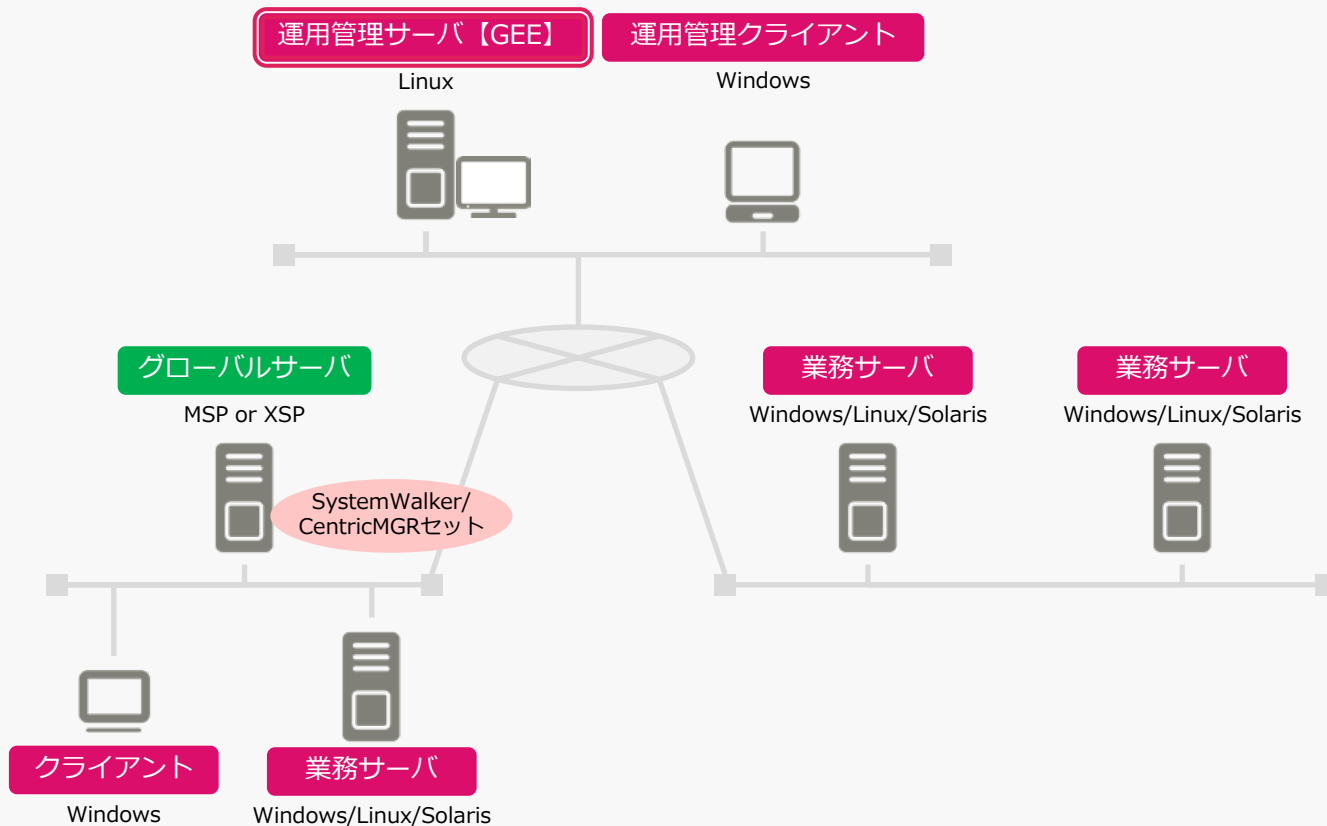 運用管理サーバ【GEE】
Linux
運用管理クライアント
Windows
グローバルサーバ
MSP or XSP
SystemWalker/
CentricMGRセット
業務サーバ
Windows/Linux/Solaris
業務サーバ
Windows/Linux/Solaris
クライアント
Windows
業務サーバ
Windows/Linux/Solaris